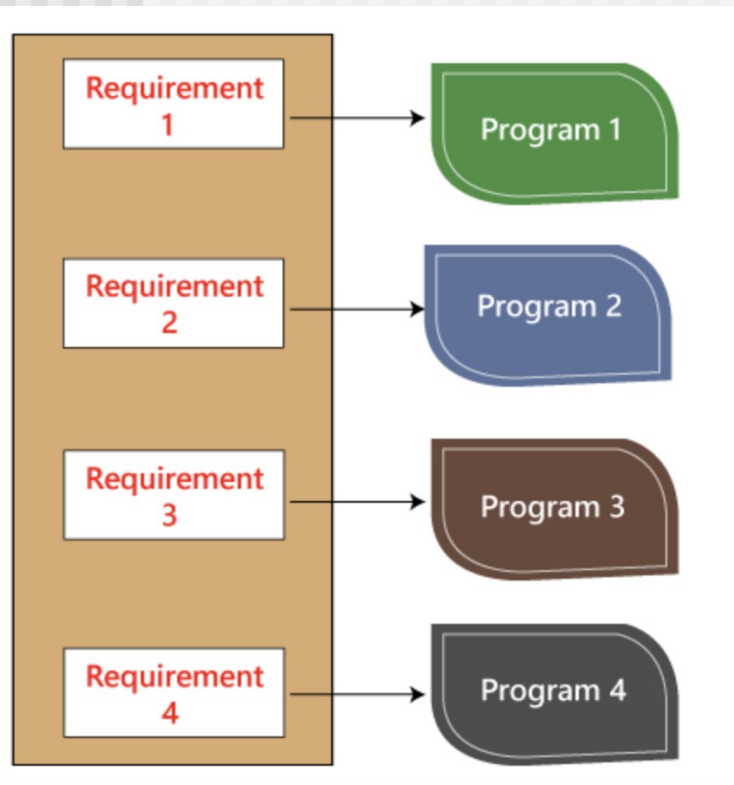 Requirement
1
Program 1
Requirement
2
Program 2
Requirement
3
Program 3
Requirement
4
Program 4